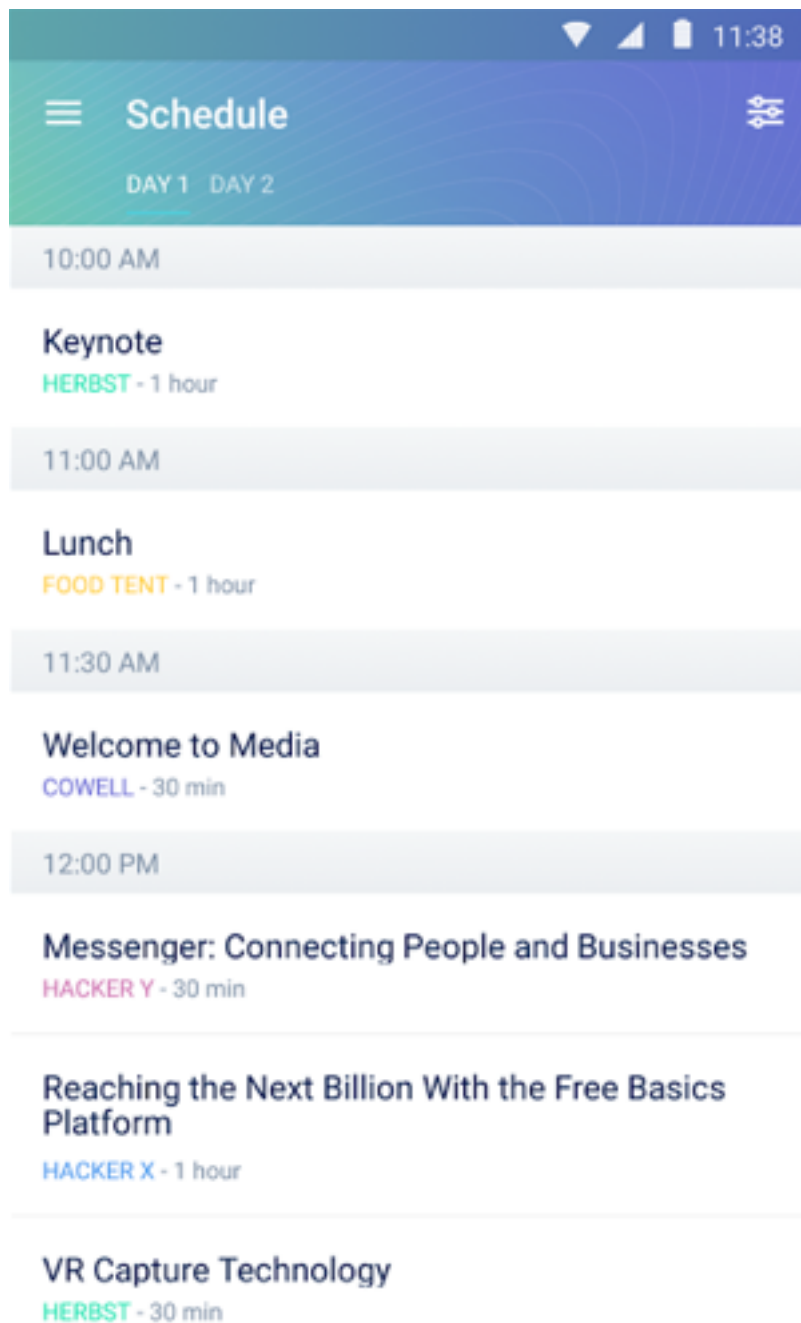 11:38
Schedule
DAY 1 DAY 2
10:00 AM
Keynote
HERBST - 1 hour
11:00 AM
Lunch
FOOD TENT - 1 hour
11:30 AM
Welcome to Media
COWELL - 30 min
12:00 PM
Messenger: Connecting People and Businesses
HACKER Y - 30 min
Reaching the Next Billion With the Free Basics
Platform
HACKER X - 1 hour
VR Capture Technology
HERBST - 30 min